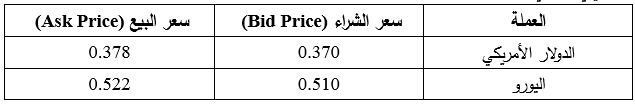 العملة سعر الشراء (Bid Price) سعر البيع (Ask Price)
الدولار الأمريكي 0.370 0.378
اليورو 0.510 0.522